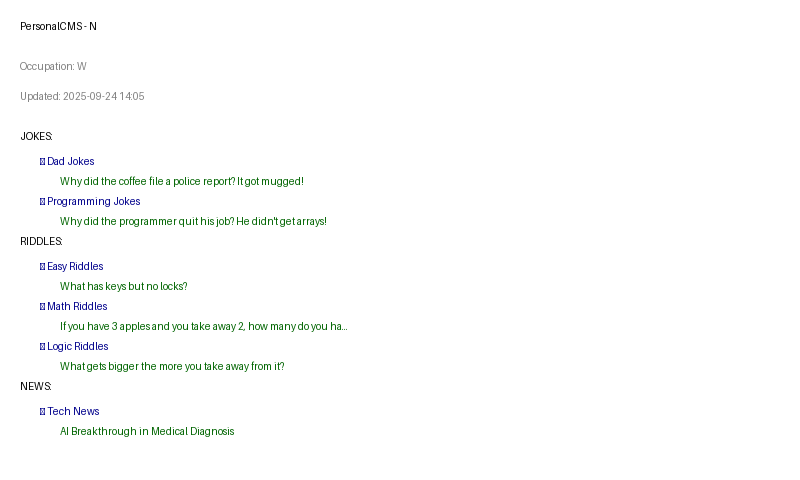 PersonalCMS - N
Occupation: W
Updated: 2025-09-24 14:05
JOKES:
Dad Jokes
Why did the coffee file a police report? It got mugged!
Programming Jokes
Why did the programmer quit his job? He didn't get arrays!
RIDDLES:
Easy Riddles
What has keys but no locks?
Math Riddles
If you have 3 apples and you take away 2, how many do you ha...
Logic Riddles
What gets bigger the more you take away from it?
NEWS:
Tech News
AI Breakthrough in Medical Diagnosis